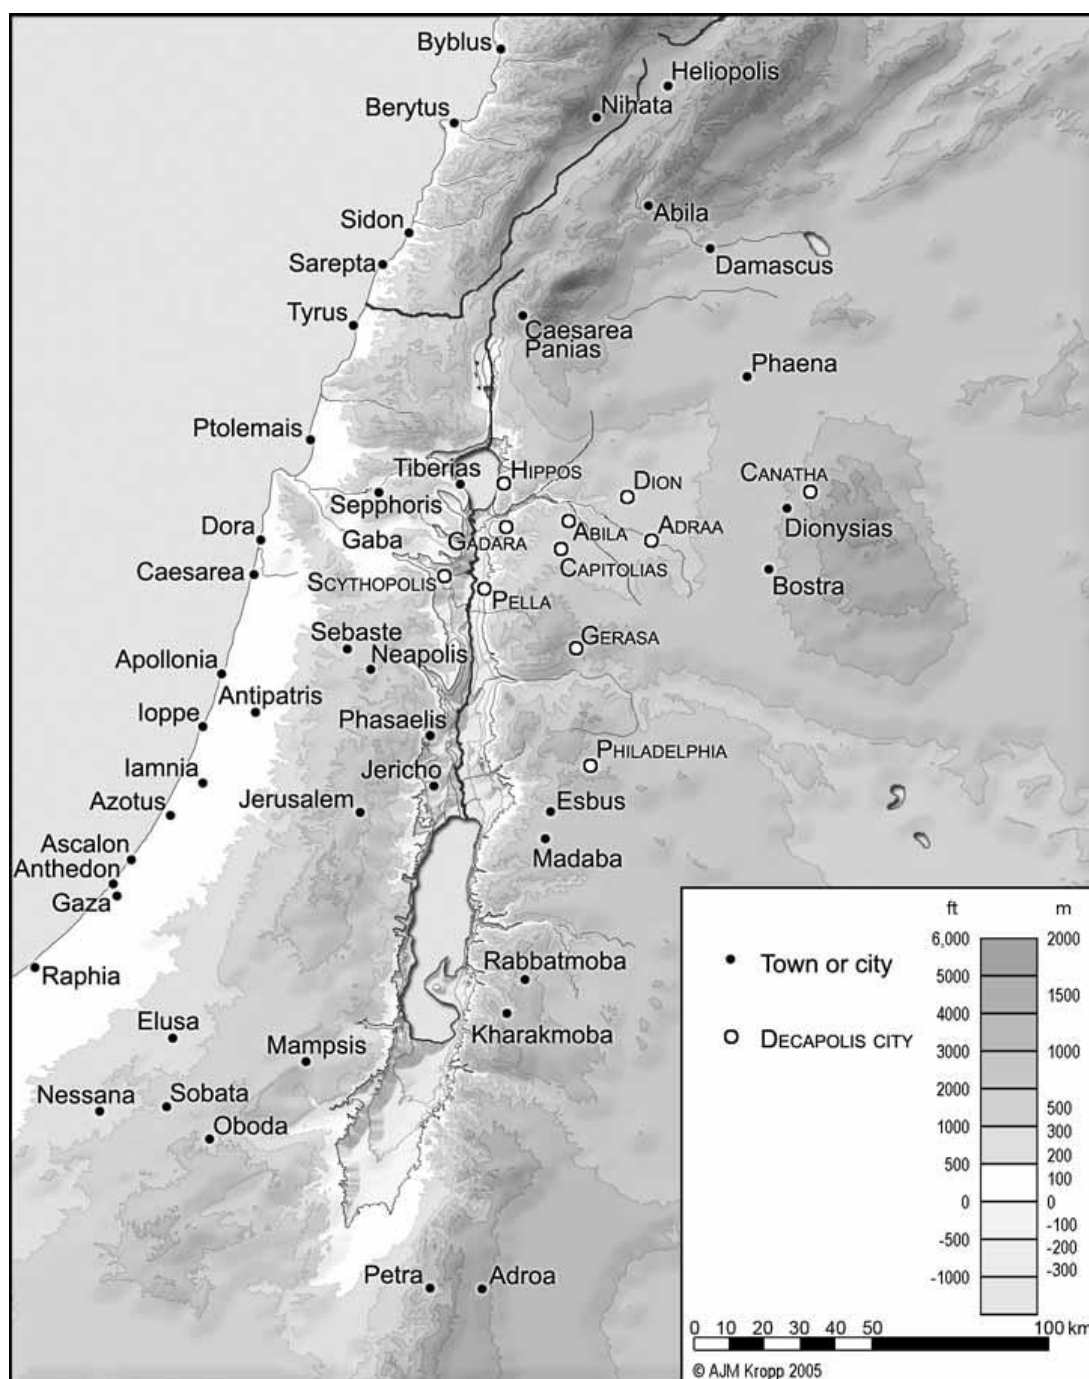 Byblus
Heliopolis
Nihata
Berytus
Abila
Sidon
Damascus
Sarepta
Tyrus
Caesarea
Panias
Phaena
Ptolemais
Tiberias
HIPPOS
CANATHA
DION
Sepphoris
Dionysias
Dora
Gaba
GADARA
ABILA
ADRAA
CAPITOLIAS
Caesarea
SCYTHOPOLIS
Bostra
PELLA
Sebaste
GERASA
Neapolis
Apollonia
Antipatris
Ioppe
Phasaelis
PHILADELPHIA
Iamnia
Jericho
Azotus
Jerusalem
Esbus
Ascalon
Madaba
Anthedon
Gaza
Raphia
Rabbatmoba
Elusa
Kharakmoba
Mampsis
Nessana
Sobata
Oboda
Petra
Adroa
ft m
6,000 2000
5000
1500
4000
3000 1000
2000
500
1000 300
200
500 100
0 0
-100
-500 -200
-300
-1000
Town or city
DECAPOLIS CITY
0 10 20 30 40 50 100 km
© AJM Kropp 2005